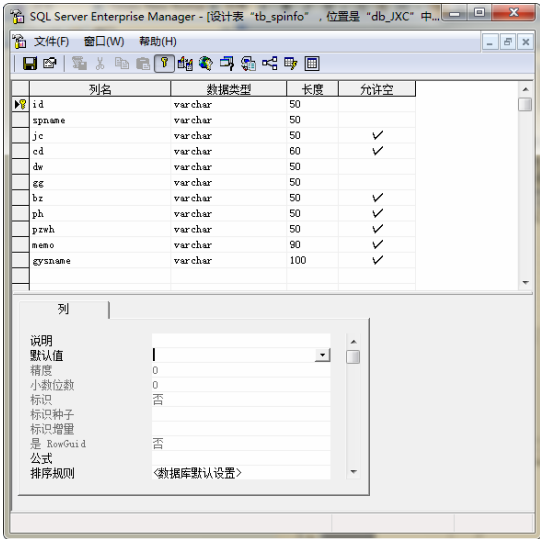 SQL Server Enterprise Manager - [设计表“tb_spinfo”，位置是“db_JXC”中...
文件(F) 窗口(W) 帮助(H)
列名 数据类型 长度 允许空
id varchar 50
spname varchar 50
jc varchar 50 ✓
cd varchar 60 ✓
dw varchar 50
gg varchar 50
bz varchar 50 ✓
ph varchar 50 ✓
pzwh varchar 50 ✓
memo varchar 90 ✓
gysname varchar 100 ✓
列
说明
默认值
精度 0
小数位数 0
标识 否
标识种子
标识增量
是 RowGuid 否
公式
排序规则 <数据库默认设置>